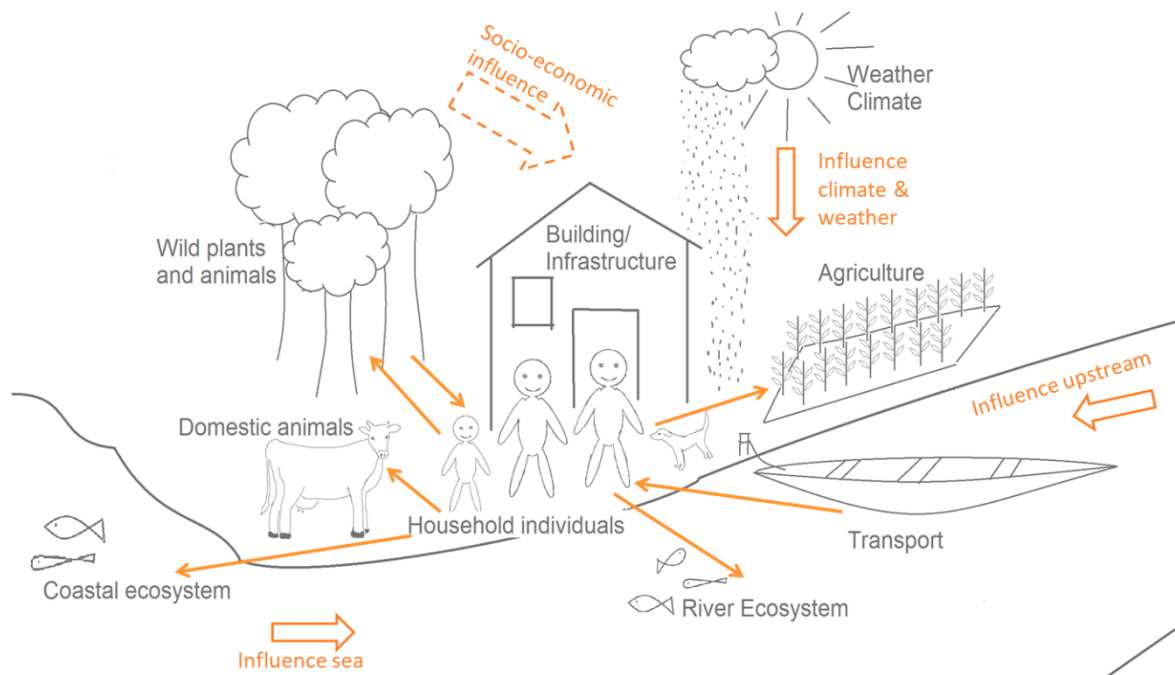 Socio-economic
influence
Weather
Climate
Influence
climate &
weather
Wild plants
and animals
Building/
Infrastructure
Agriculture
Influence upstream
Domestic animals
Household individuals
Transport
Coastal ecosystem
River Ecosystem
Influence sea